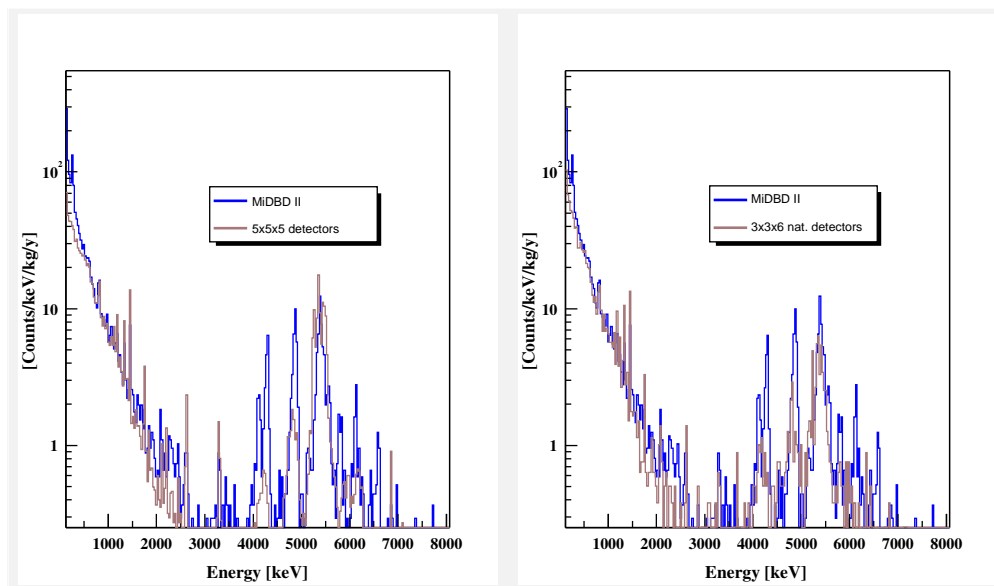 [Counts/keV/kg/y]
10²
10
1
MiDBD II
5x5x5 detectors
1000 2000 3000 4000 5000 6000 7000 8000
Energy [keV]
[Counts/keV/kg/y]
10²
10
1
MiDBD II
3x3x6 nat. detectors
1000 2000 3000 4000 5000 6000 7000 8000
Energy [keV]